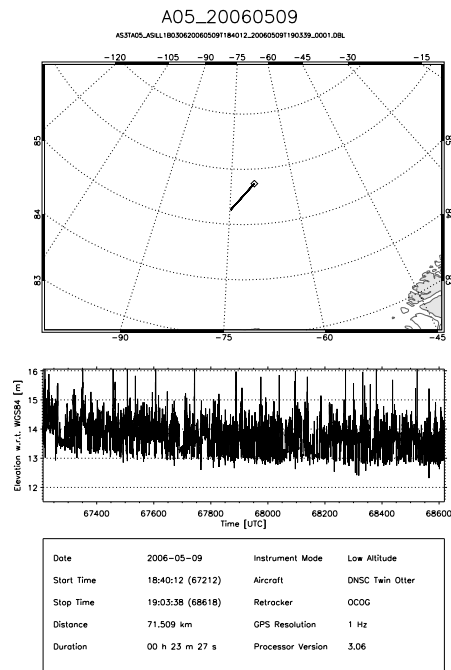 A05_20060509
AS3TA05_ASILL1B030620060509T184012_20060509T190339_0001.DBL
-120 -90 -75 -60 -45 -30 -15
85 85
84 84
83 83
-90 -75 -60 -45
16
15
14
13
12
Elevation w.r.t. WGS84 [m]
67400 67600 67800 68000 68200 68400 68600
Time [UTC]
Date 2006-05-09 Instrument Mode Low Altitude
Start Time 18:40:12 (67212) Aircraft DNSC Twin Otter
Stop Time 19:03:38 (68618) Retracker OCOG
Distance 71.509 km GPS Resolution 1 Hz
Duration 00 h 23 m 27 s Processor Version 3.06